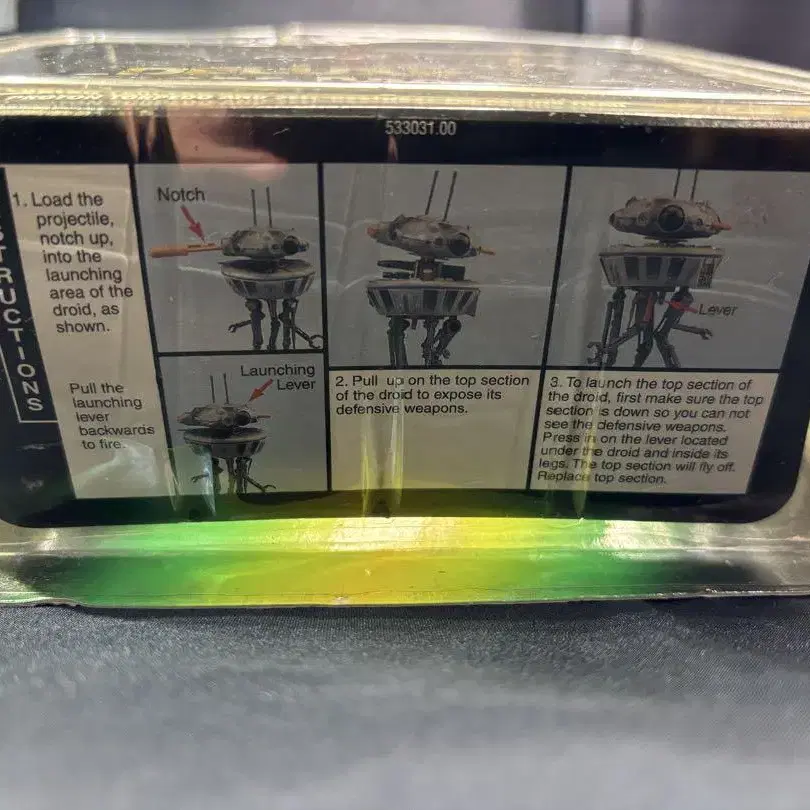 533031.00
STRUCTIONS
1. Load the
projectile,
notch up,
into the
launching
area of the
droid, as
shown.
Notch
Pull the
launching
lever
backwards
to fire.
Launching
Lever
2. Pull up on the top section
of the droid to expose its
defensive weapons.
Lever
3. To launch the top section of
the droid, first make sure the top
section is down so you can not
see the defensive weapons.
Press in on the lever located
under the droid and inside its
legs. The top section will fly off.
Replace top section.